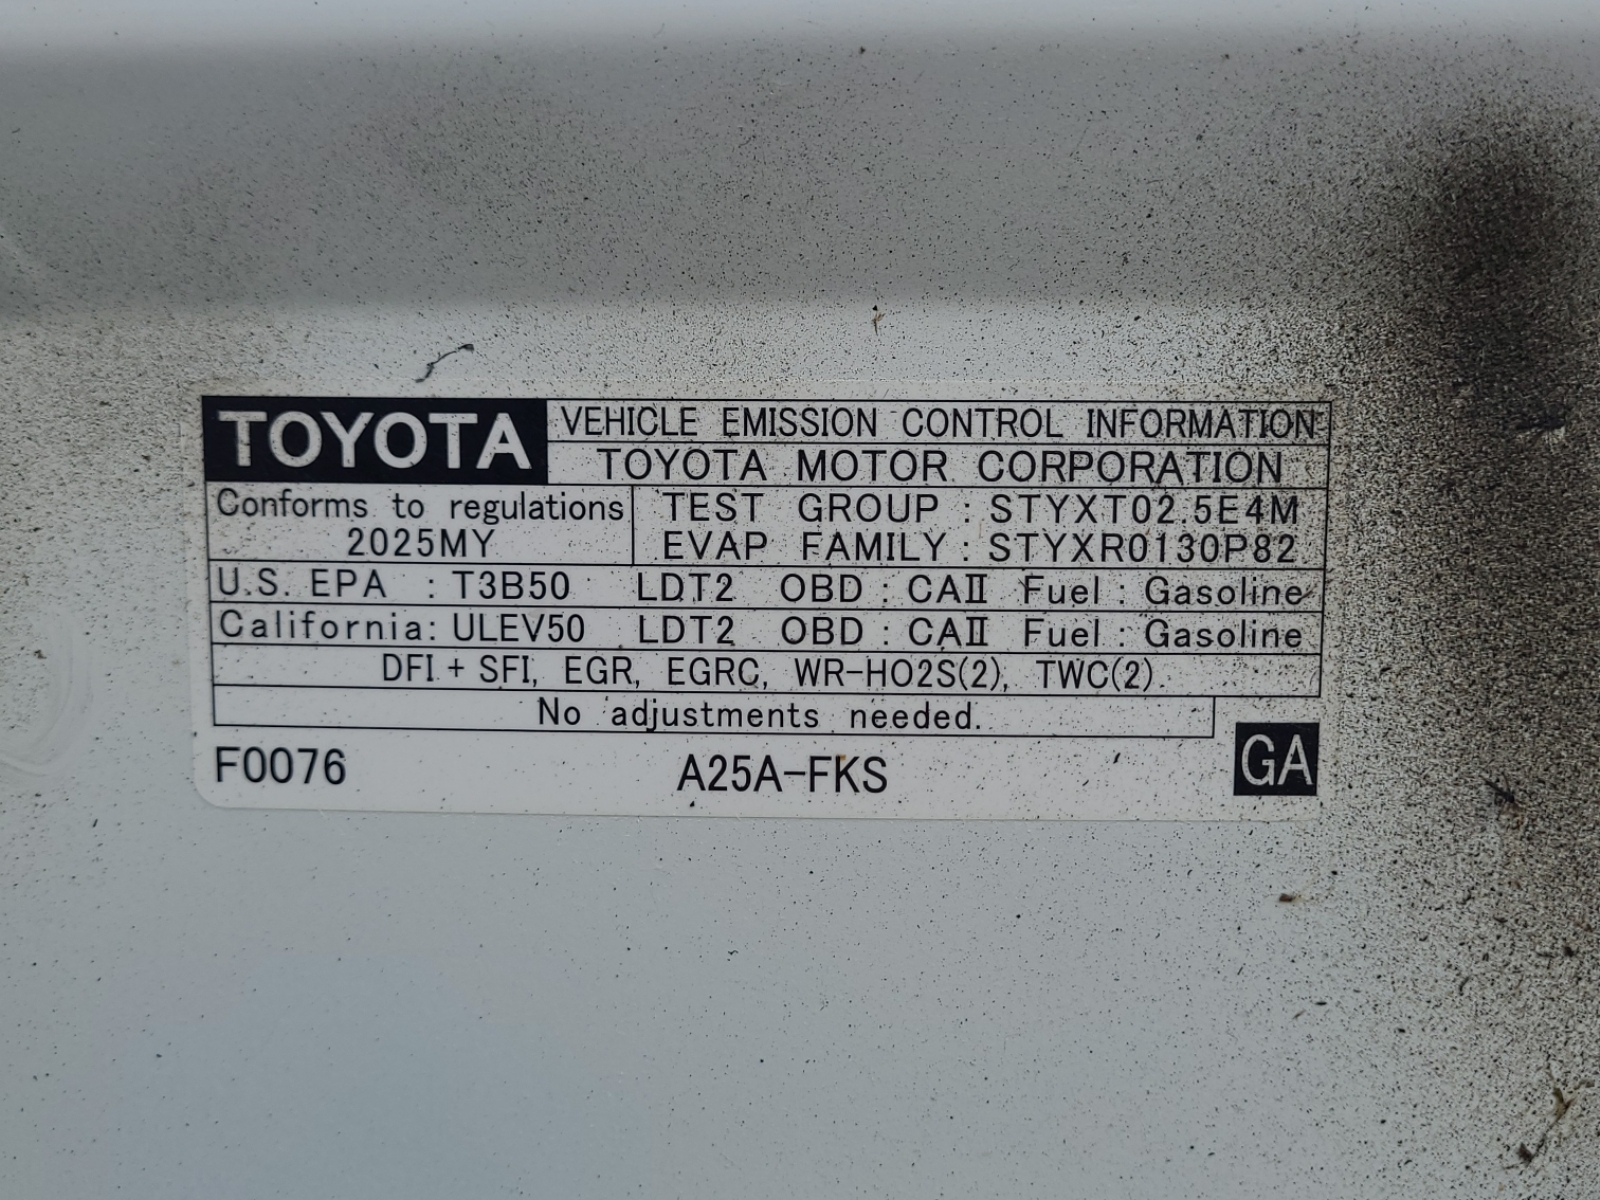 TOYOTA VEHICLE EMISSION CONTROL INFORMATION
TOYOTA MOTOR CORPORATION
Conforms to regulations TEST GROUP : STYXT02.5E4M
2025MY EVAP FAMILY : STYXR0130P82
U.S. EPA : T3B50 LDT2 OBD : CAⅡ Fuel : Gasoline
California: ULEV50 LDT2 OBD : CAⅡ Fuel : Gasoline
DFI + SFI, EGR, EGRC, WR-HO2S(2), TWC(2)
No adjustments needed.
F0076 A25A-FKS GA